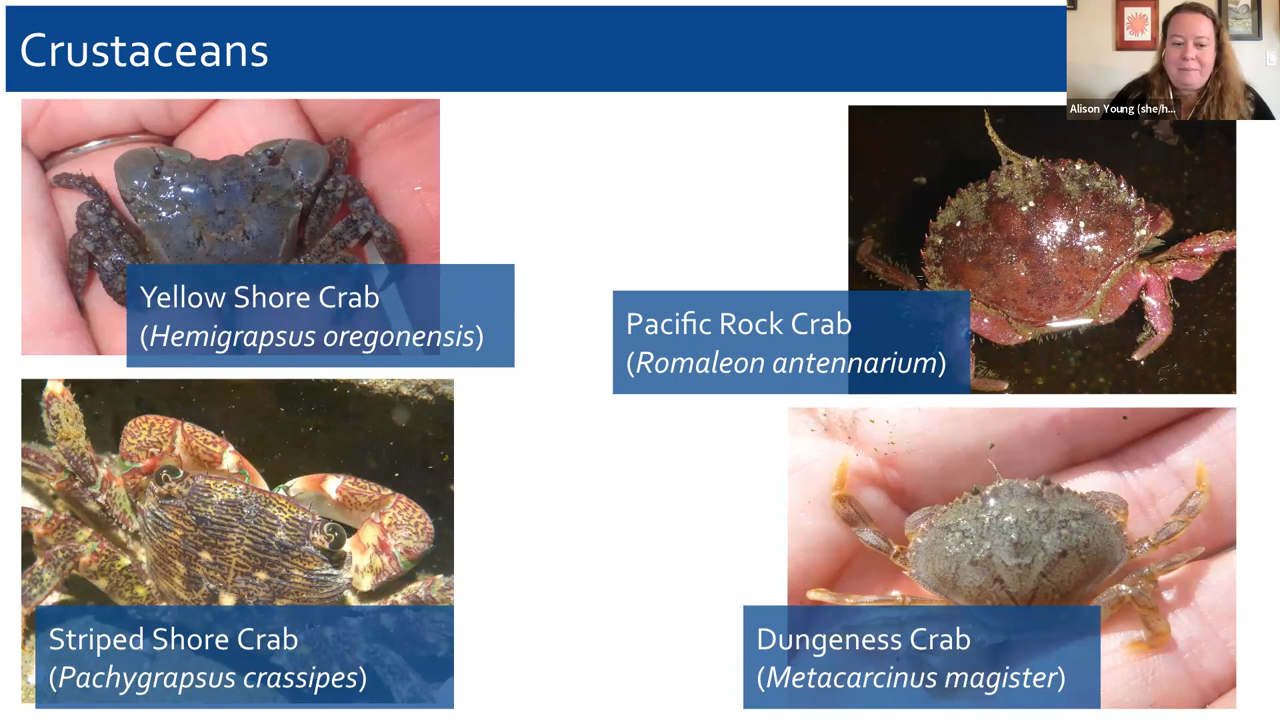 Crustaceans
Alison Young (she/h...
Yellow Shore Crab
(Hemigrapsus oregonensis)
Pacific Rock Crab
(Romaleon antennarium)
Striped Shore Crab
(Pachygrapsus crassipes)
Dungeness Crab
(Metacarcinus magister)